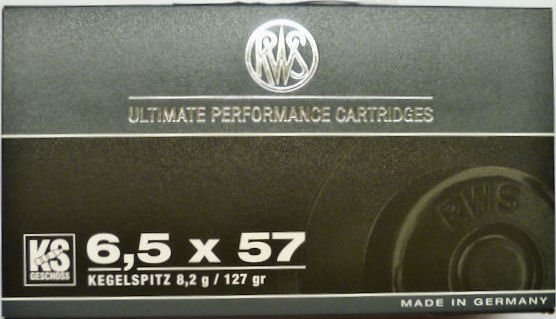 RWS
ULTIMATE PERFORMANCE CARTRIDGES
RWS
KS
GESCHOSS
6,5 x 57
KEGELSPITZ 8,2 g / 127 gr
MADE IN GERMANY